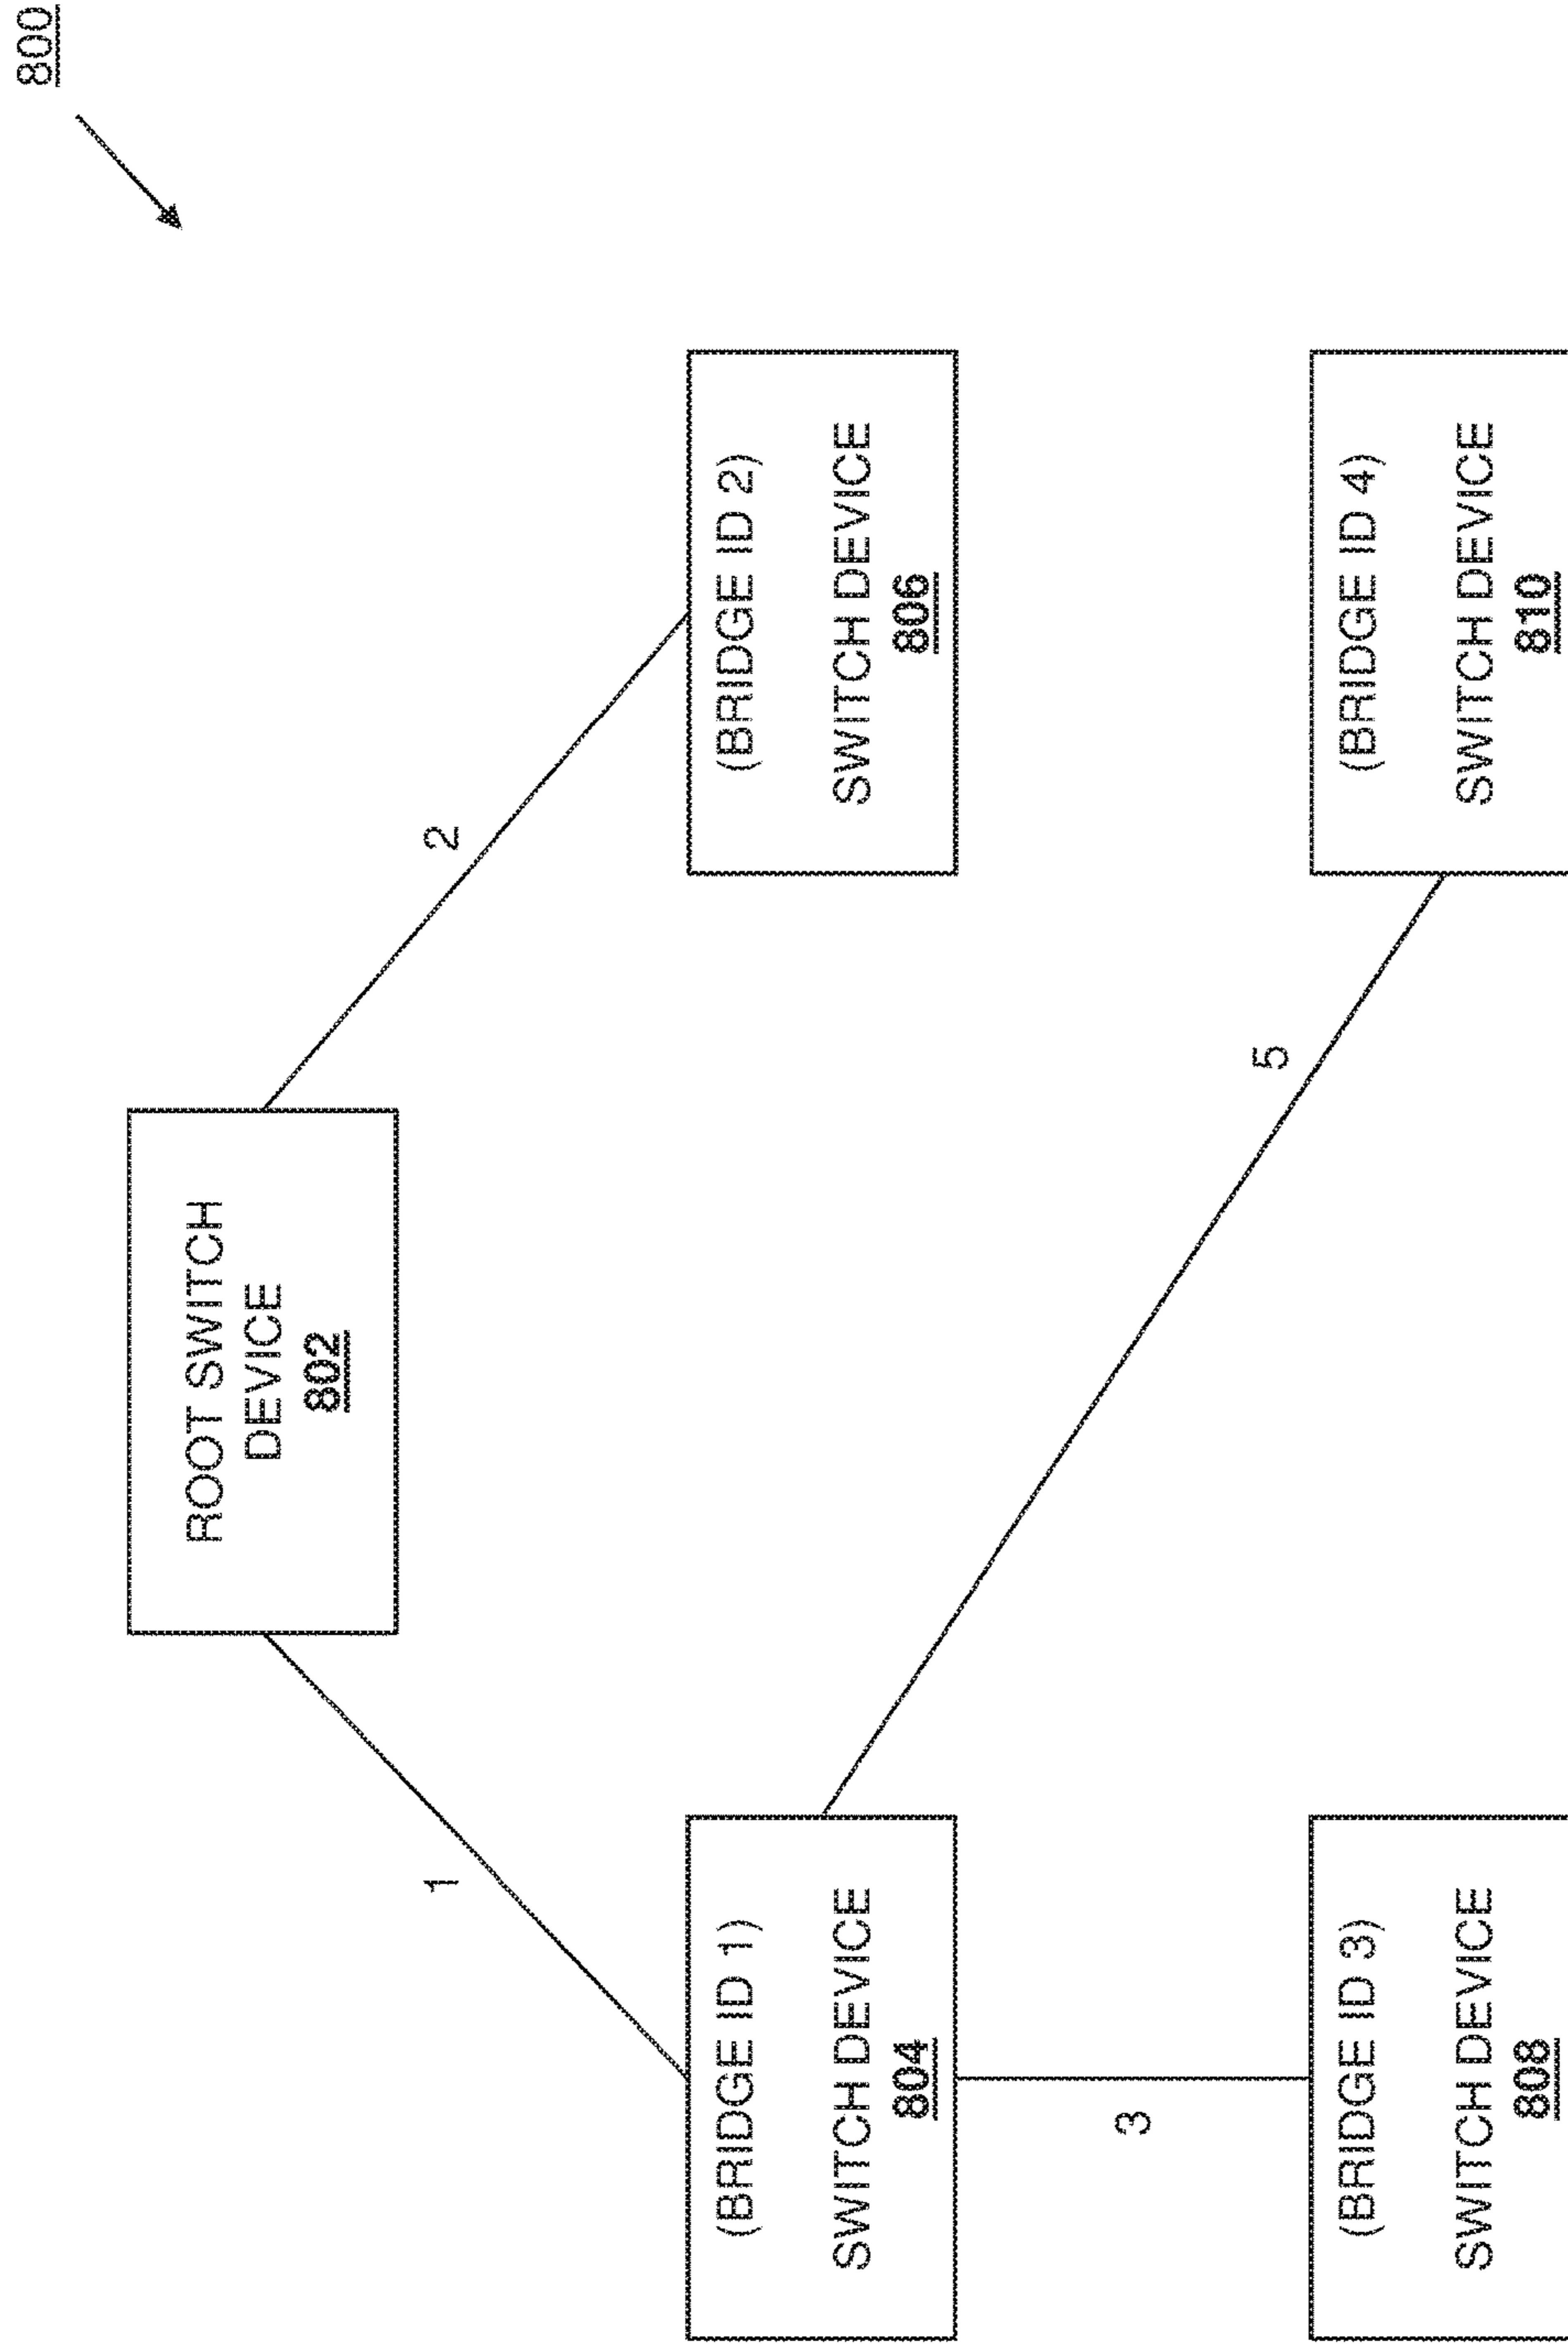 800
ROOT SWITCH
DEVICE
802
1
2
(BRIDGE ID 1)
SWITCH DEVICE
804
(BRIDGE ID 2)
SWITCH DEVICE
806
3
5
(BRIDGE ID 3)
SWITCH DEVICE
808
(BRIDGE ID 4)
SWITCH DEVICE
810